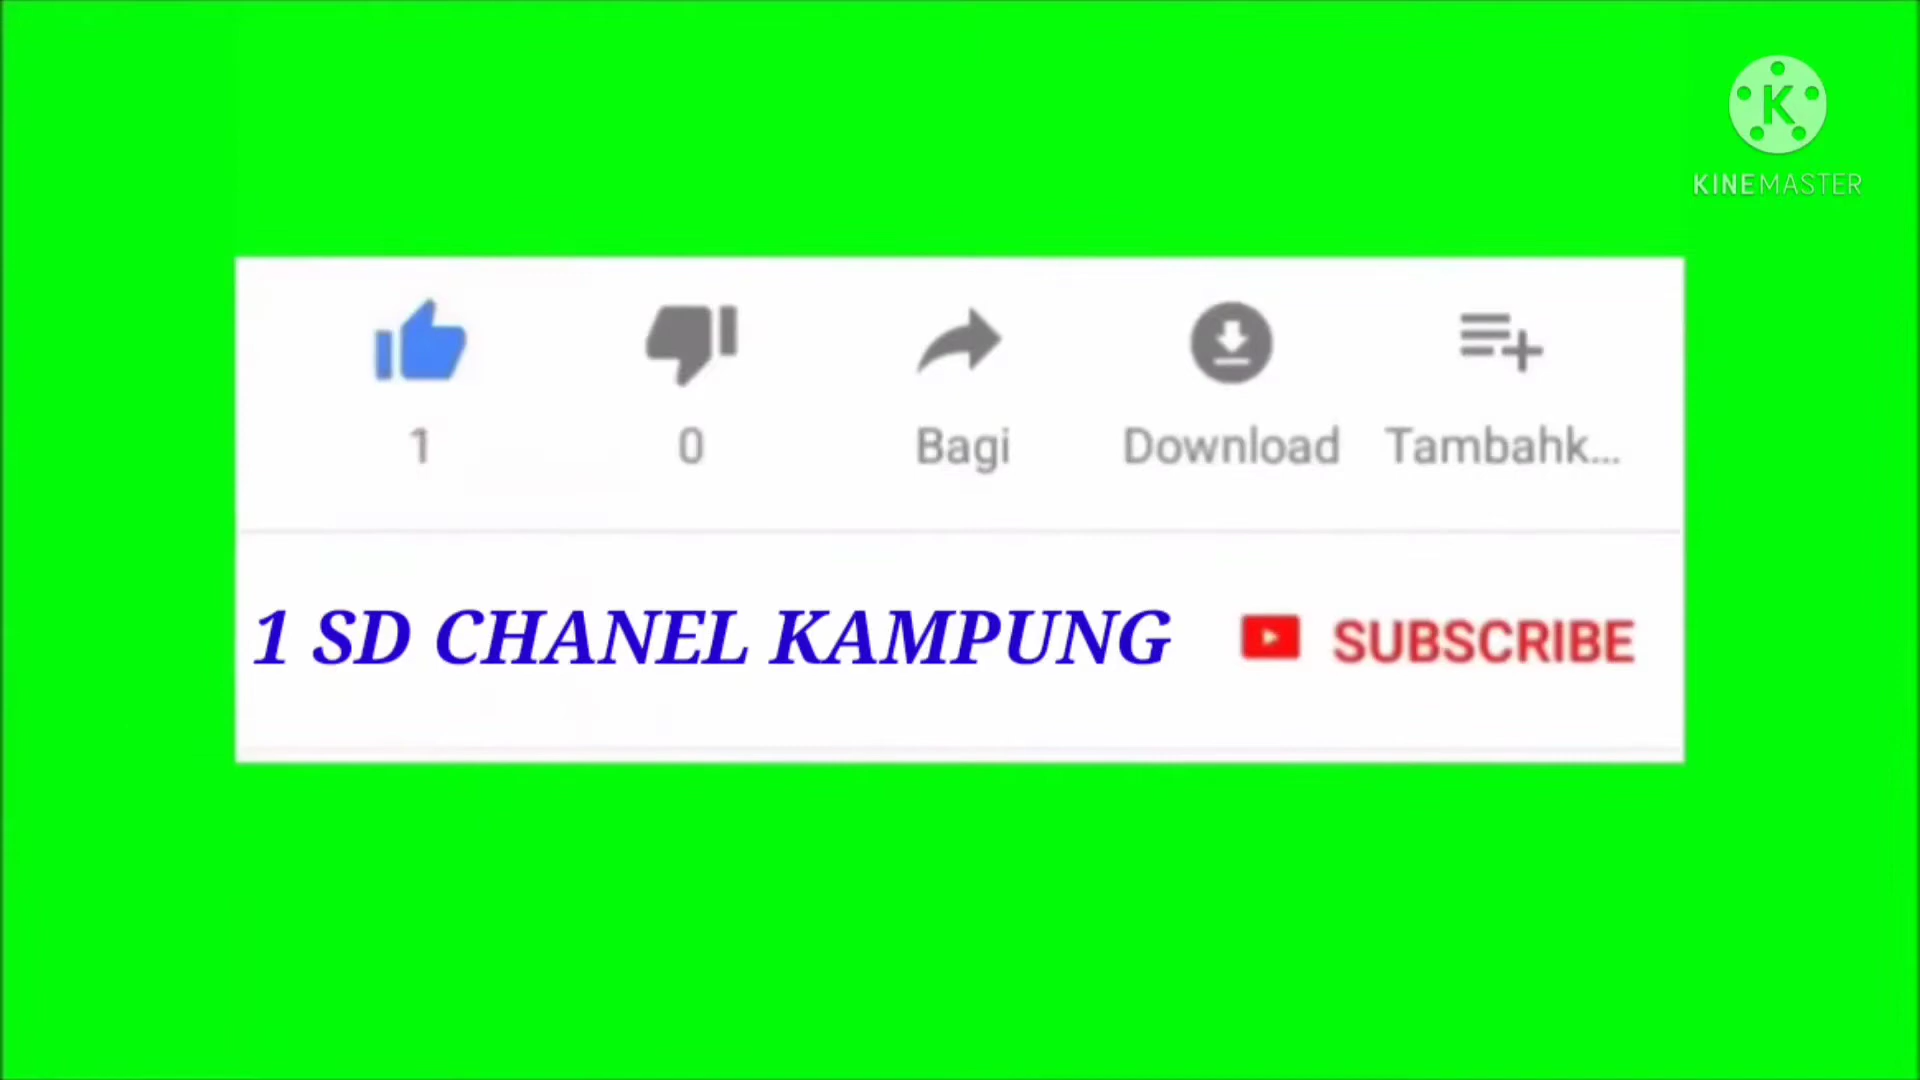 K
KINEMASTER
1 0 Bagi Download Tambahk...
1 SD CHANEL KAMPUNG SUBSCRIBE